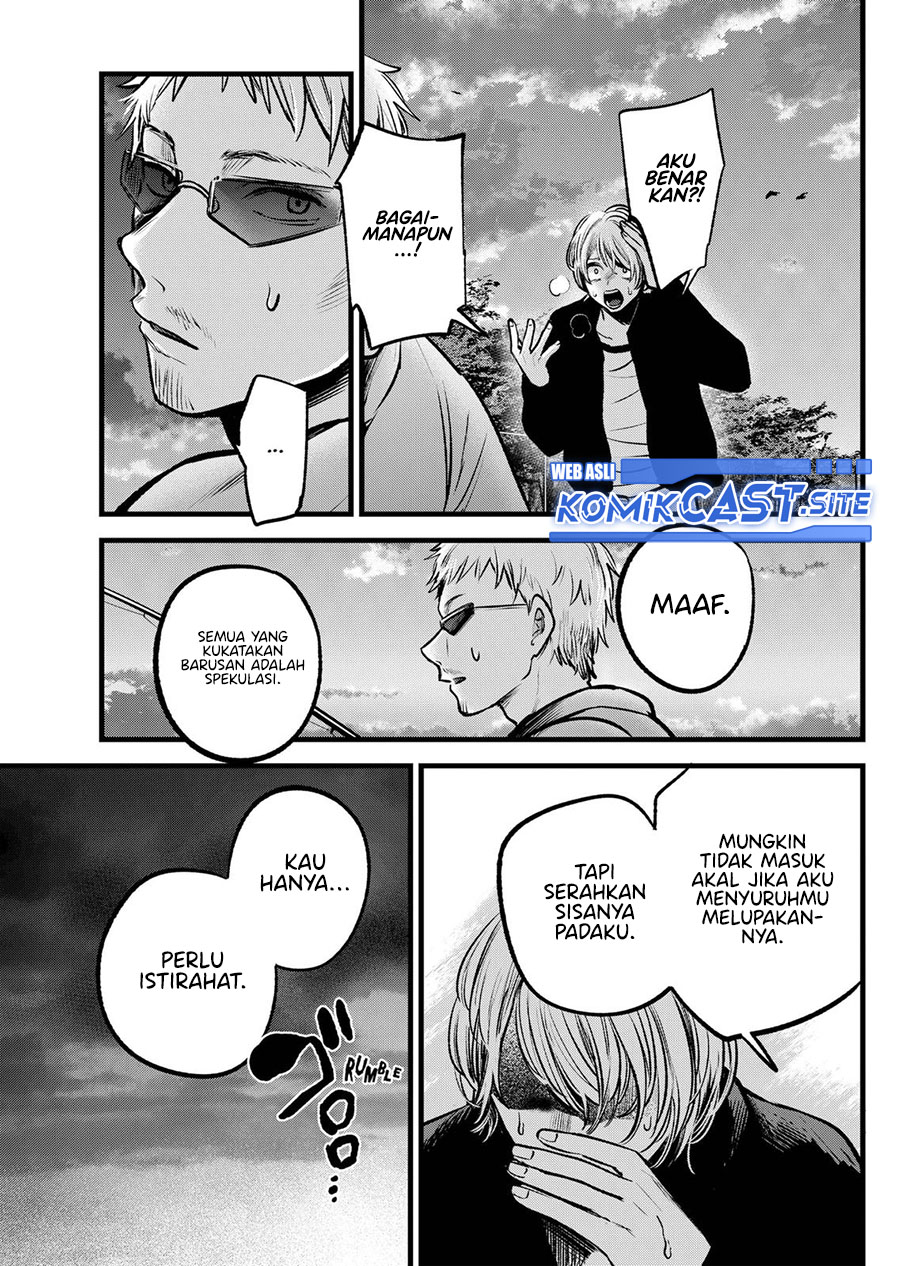 AKU
BENAR
KAN?!
BAGAI-
MANAPUN
...!
...
WEB ASLI
KOMIKCAST.SITE
MAAF.
SEMUA YANG
KUKATAKAN
BARUSAN ADALAH
SPEKULASI.
MUNGKIN
TIDAK MASUK
AKAL JIKA AKU
MENYURUHMU
MELUPAKAN-
NYA.
TAPI
SERAHKAN
SISANYA
PADAKU.
KAU
HANYA...
PERLU
ISTIRAHAT.
ゴロロ...
RUMBLE